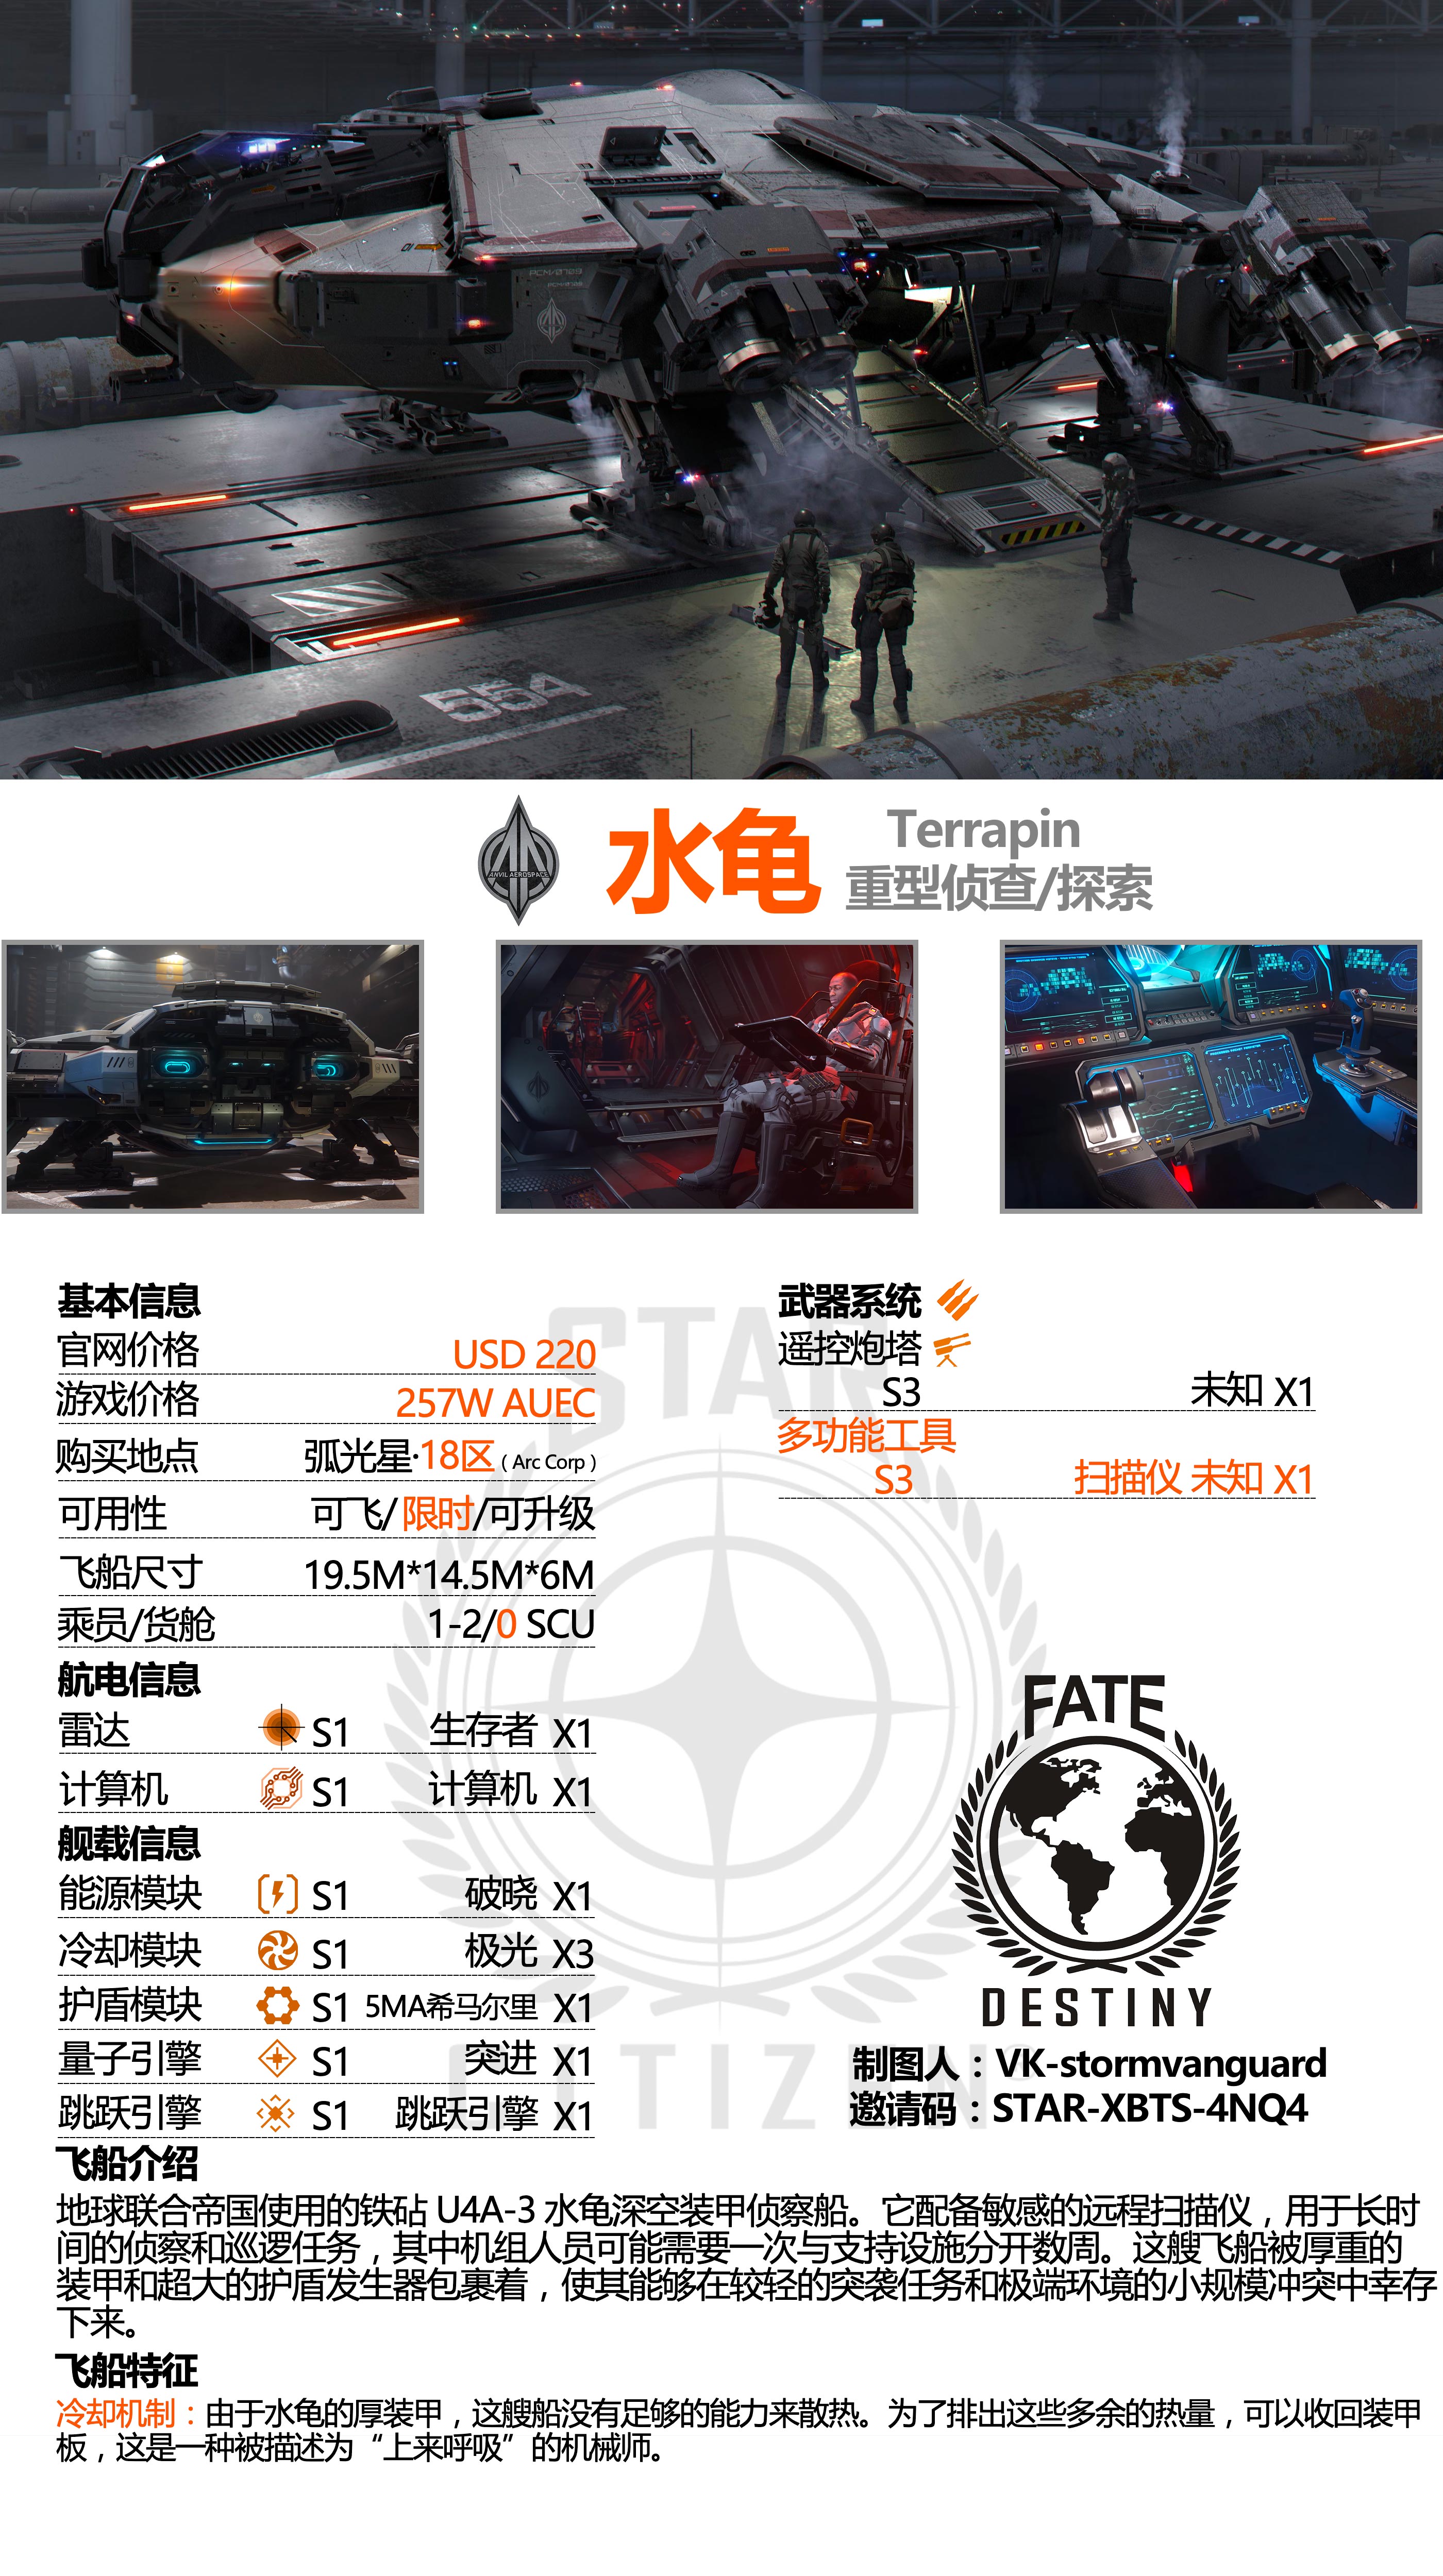 PCM/0788
554
ANVIL AEROSPACE
水龟
Terrapin
重型侦查/探索
基本信息
官网价格 USD 220
游戏价格 257W AUEC
购买地点 弧光星·18区 ( Arc Corp )
可用性 可飞/限时/可升级
飞船尺寸 19.5M*14.5M*6M
乘员/货舱 1-2/0 SCU
航电信息
雷达 S1 生存者 X1
计算机 S1 计算机 X1
舰载信息
能源模块 S1 破晓 X1
冷却模块 S1 极光 X3
护盾模块 S1 5MA希马尔里 X1
量子引擎 S1 突进 X1
跳跃引擎 S1 跳跃引擎 X1
武器系统
遥控炮塔
S3 未知 X1
多功能工具
S3 扫描仪 未知 X1
STAR
CITIZEN®
FATE
DESTINY
制图人：VK-stormvanguard
邀请码：STAR-XBTS-4NQ4
飞船介绍
地球联合帝国使用的铁砧 U4A-3 水龟深空装甲侦察船。它配备敏感的远程扫描仪，用于长时
间的侦察和巡逻任务，其中机组人员可能需要一次与支持设施分开数周。这艘飞船被厚重的
装甲和超大的护盾发生器包裹着，使其能够在较轻的突袭任务和极端环境的小规模冲突中幸存
下来。
飞船特征
冷却机制：由于水龟的厚装甲，这艘船没有足够的能力来散热。为了排出这些多余的热量，可以收回装甲
板，这是一种被描述为“上来呼吸”的机械师。